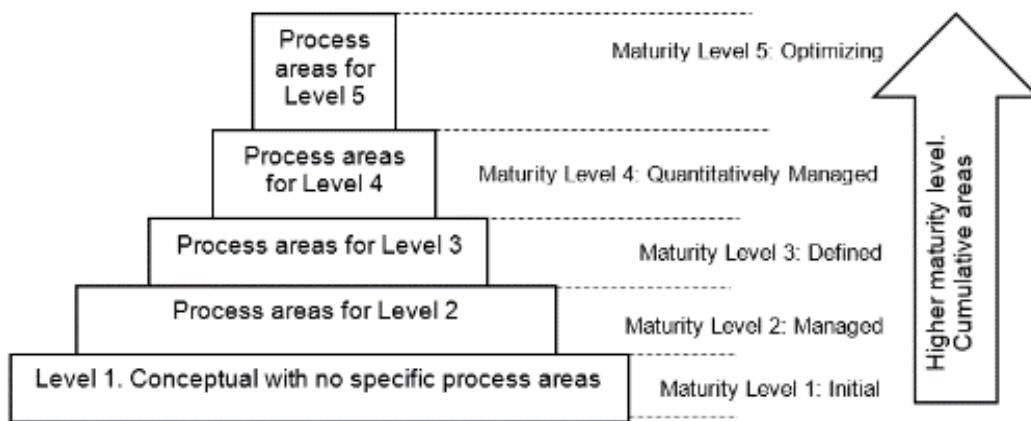 Process
areas for
Level 5
Maturity Level 5: Optimizing
Process areas
for Level 4
Maturity Level 4: Quantitatively Managed
Process areas for Level 3
Maturity Level 3: Defined
Process areas for Level 2
Maturity Level 2: Managed
Level 1. Conceptual with no specific process areas
Maturity Level 1: Initial
Higher maturity level.
Cumulative areas